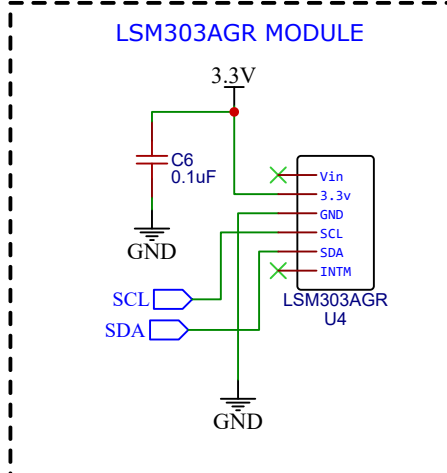 LSM303AGR MODULE
3.3V
C6
0.1uF
GND
Vin
3.3v
GND
SCL
SDA
INTM
LSM303AGR
U4
SCL
SDA
GND